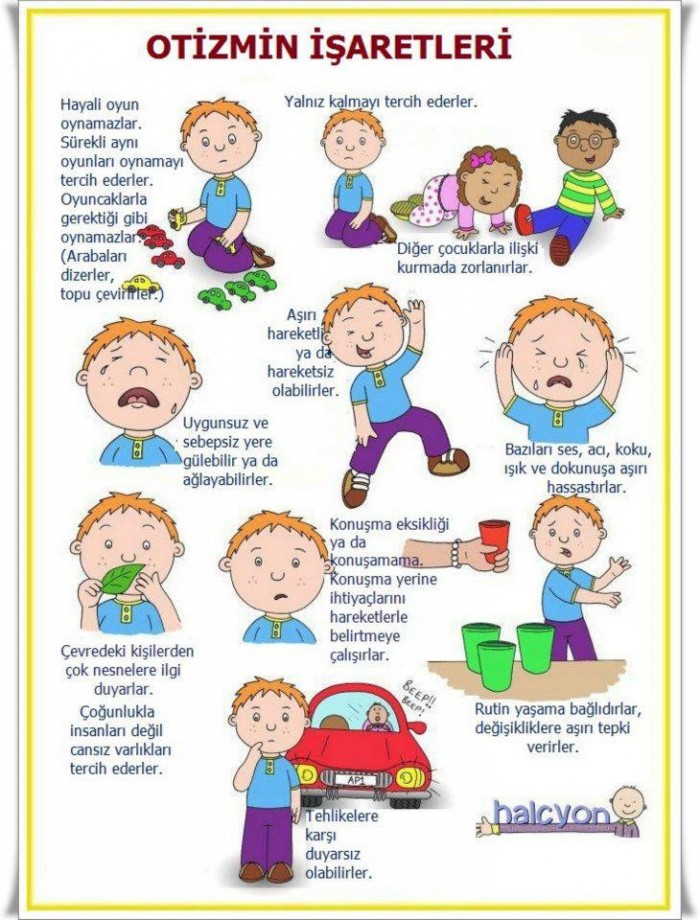 OTİZMİN İŞARETLERİ
Hayali oyun
oynamazlar.
Sürekli aynı
oyunları oynamayı
tercih ederler.
Oyuncaklarla
gerektiği gibi
oynamazlar.
(Arabaları
dizerler,
topu çevirirler.)
Yalnız kalmayı tercih ederler.
Diğer çocuklarla ilişki
kurmada zorlanırlar.
Uygunsuz ve
sebepsiz yere
gülebilir ya da
ağlayabilirler.
Aşırı
hareketli
ya da
hareketsiz
olabilirler.
Bazıları ses, acı, koku,
ışık ve dokunuşa aşırı
hassastırlar.
Çevredeki kişilerden
çok nesnelere ilgi
duyarlar.
Çoğunlukla
insanları değil
cansız varlıkları
tercih ederler.
Konuşma eksikliği
ya da
konuşamama.
Konuşma yerine
ihtiyaçlarını
hareketlerle
belirtmeye
çalışırlar.
Rutin yaşama bağlıdırlar,
değişikliklere aşırı tepki
verirler.
BEEP!!
BEEP!
AP1
Tehlikelere
karşı
duyarsız
olabilirler.
halcyon